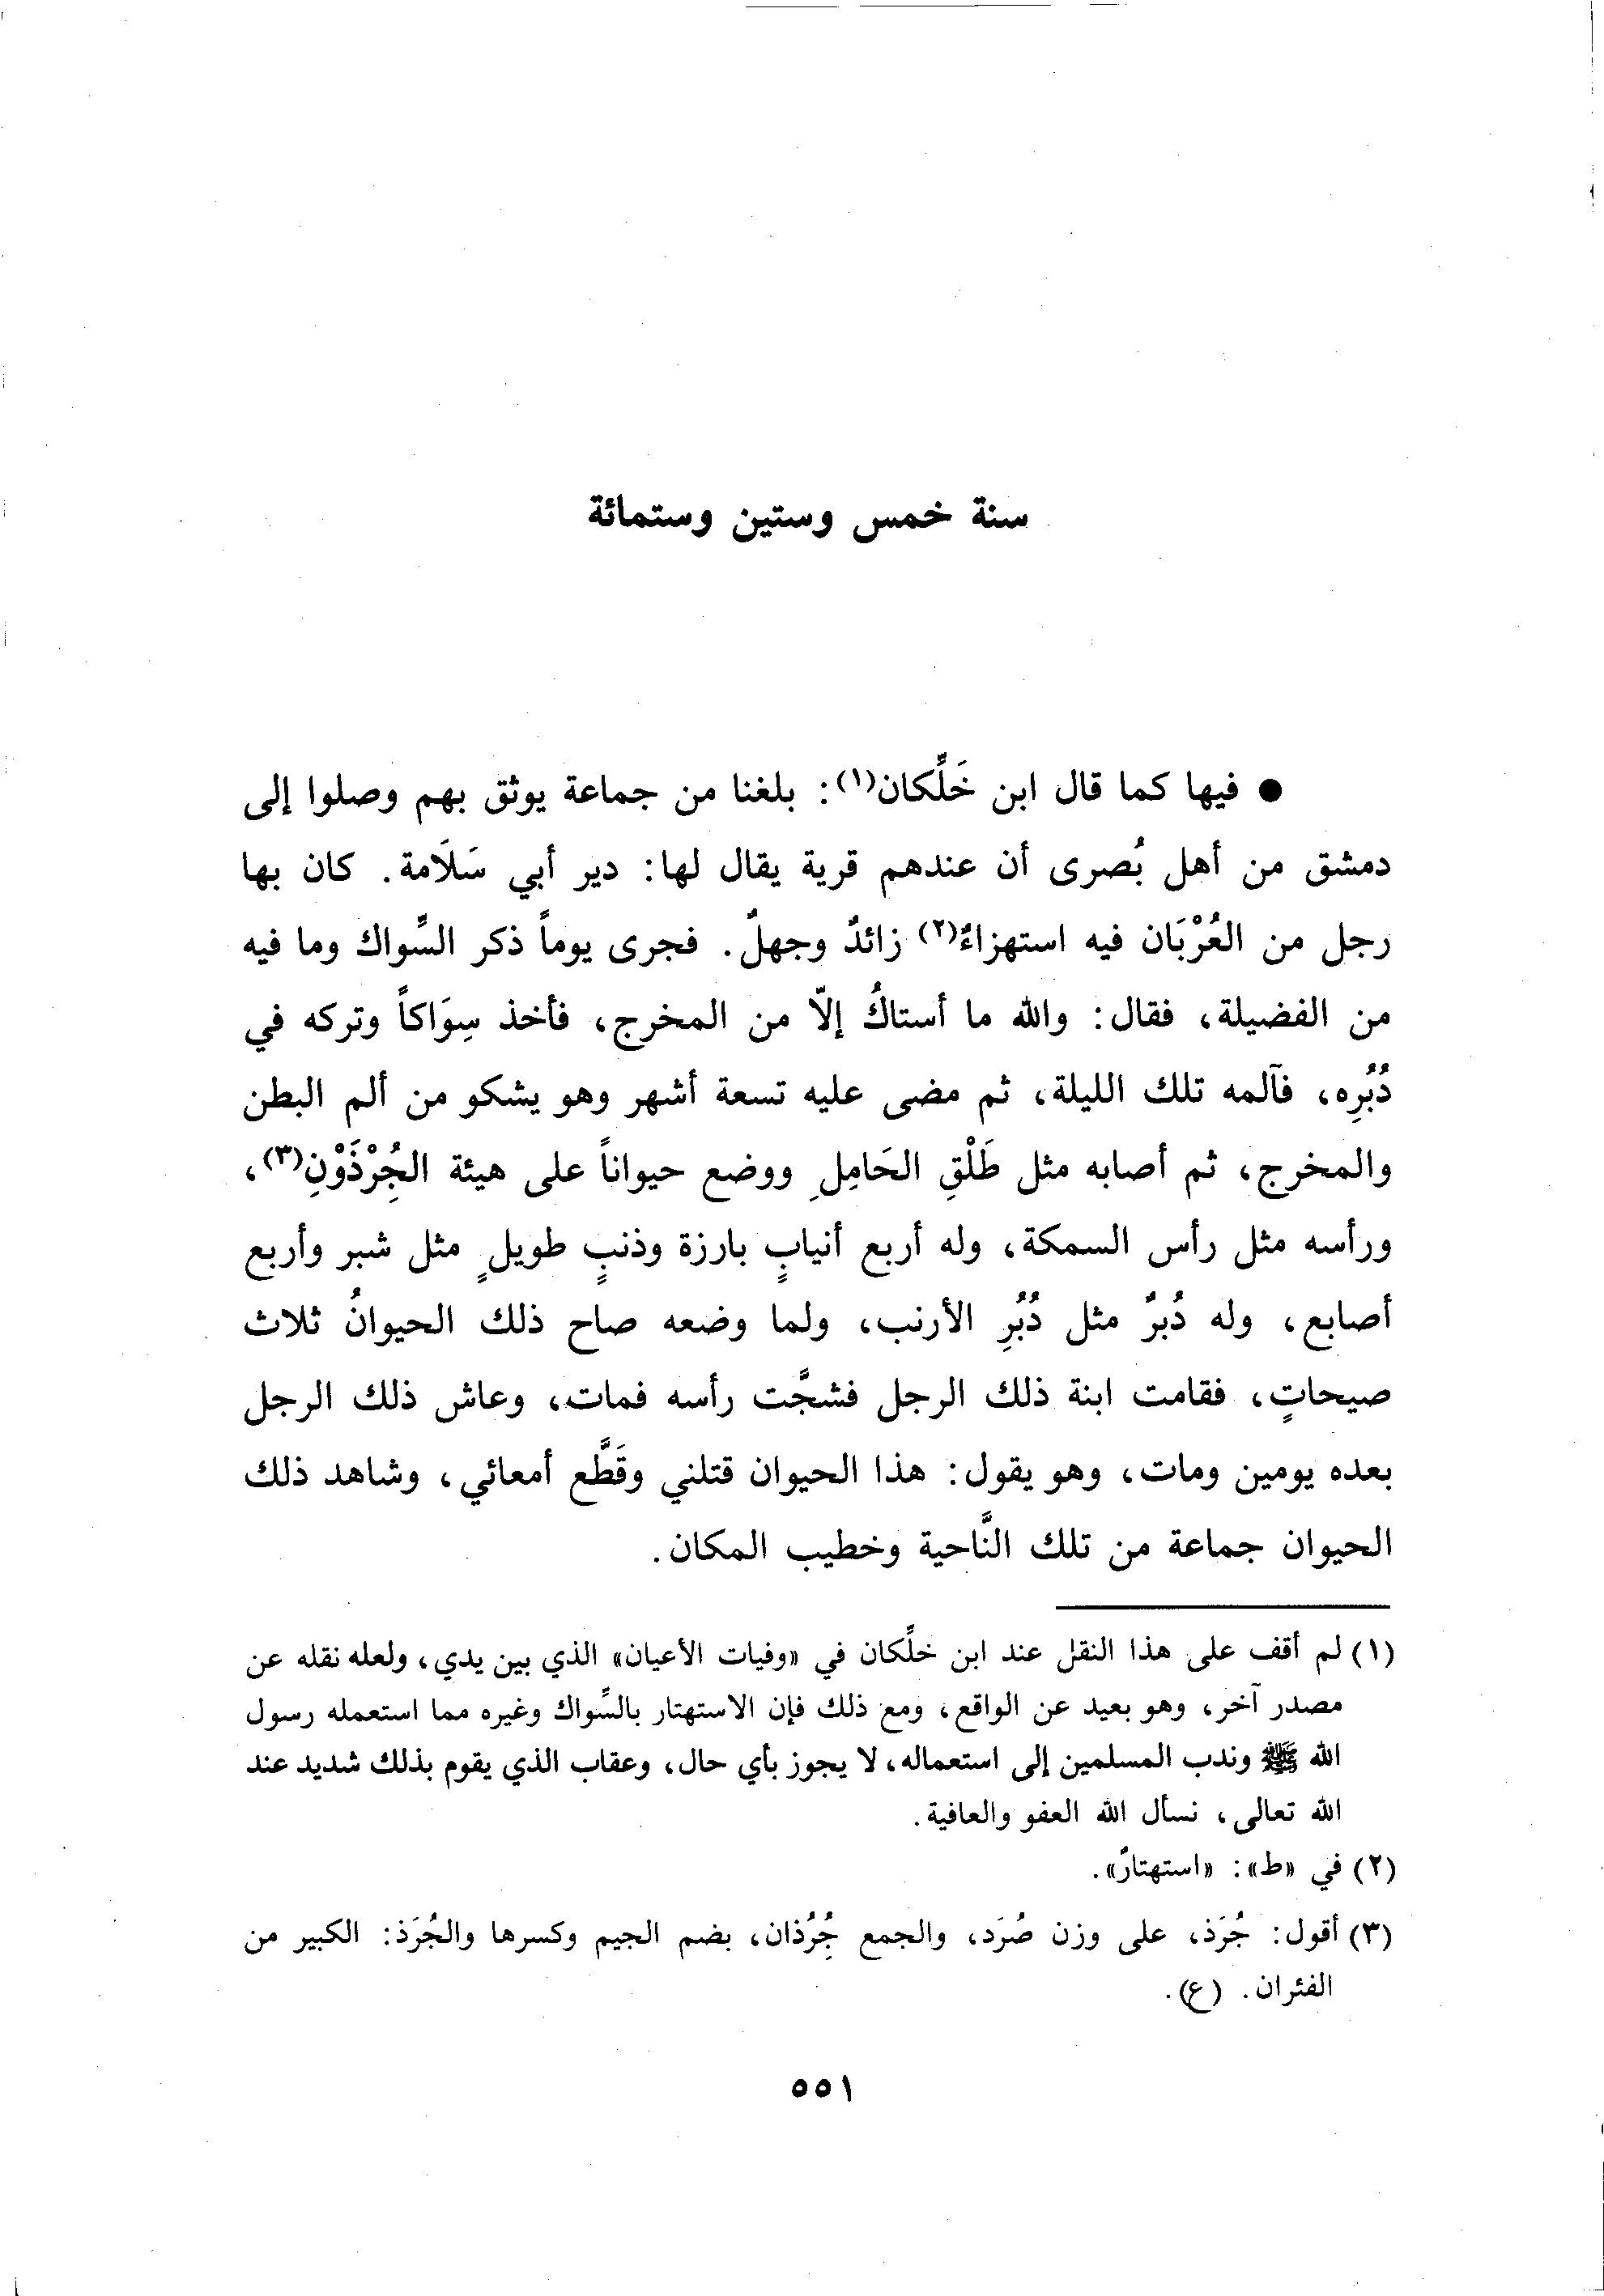 سنة خمس وستين وستمائة
● فيها كما قال ابن خَلِّكان(١): بلغنا من جماعة يوثق بهم وصلوا إلى
دمشق من أهل بُصرى أن عندهم قرية يقال لها: دير أبي سَلَامة. كان بها
رجل من العُرْبَان فيه استهزاءٌ(٢) زائدٌ وجهلٌ. فجرى يوماً ذكر السِّواك وما فيه
من الفضيلة، فقال: والله ما أستاكُ إلّا من المخرج، فأخذ سِوَاكاً وتركه في
دُبُرِه، فآلمه تلك الليلة، ثم مضى عليه تسعة أشهر وهو يشكو من ألم البطن
والمخرج، ثم أصابه مثل طَلْقِ الحَامِلِ ووضع حيواناً على هيئة الجُِرْذَوْنِ(٣)،
ورأسه مثل رأس السمكة، وله أربع أنيابٍ بارزة وذنبٍ طويلٍ مثل شبر وأربع
أصابع، وله دُبرٌ مثل دُبُرِ الأرنب، ولما وضعه صاح ذلك الحيوانُ ثلاث
صيحاتٍ، فقامت ابنة ذلك الرجل فشجَّت رأسه فمات، وعاش ذلك الرجل
بعده يومين ومات، وهو يقول: هذا الحيوان قتلني وقَطَّع أمعائي، وشاهد ذلك
الحيوان جماعة من تلك النَّاحية وخطيب المكان.
(١) لم أقف على هذا النقل عند ابن خلِّكان في «وفيات الأعيان» الذي بين يدي، ولعله نقله عن
مصدر آخر، وهو بعيد عن الواقع، ومع ذلك فإن الاستهتار بالسِّواك وغيره مما استعمله رسول
الله ﷺ وندب المسلمين إلى استعماله، لا يجوز بأي حال، وعقاب الذي يقوم بذلك شديد عند
الله تعالى، نسأل الله العفو والعافية.
(٢) في «ط»: «استهتارٌ».
(٣) أقول: جُرَذ، على وزن صُرَد، والجمع جُِرُذان، بضم الجيم وكسرها والجُرَذ: الكبير من
الفئران. (ع).
٥٥١